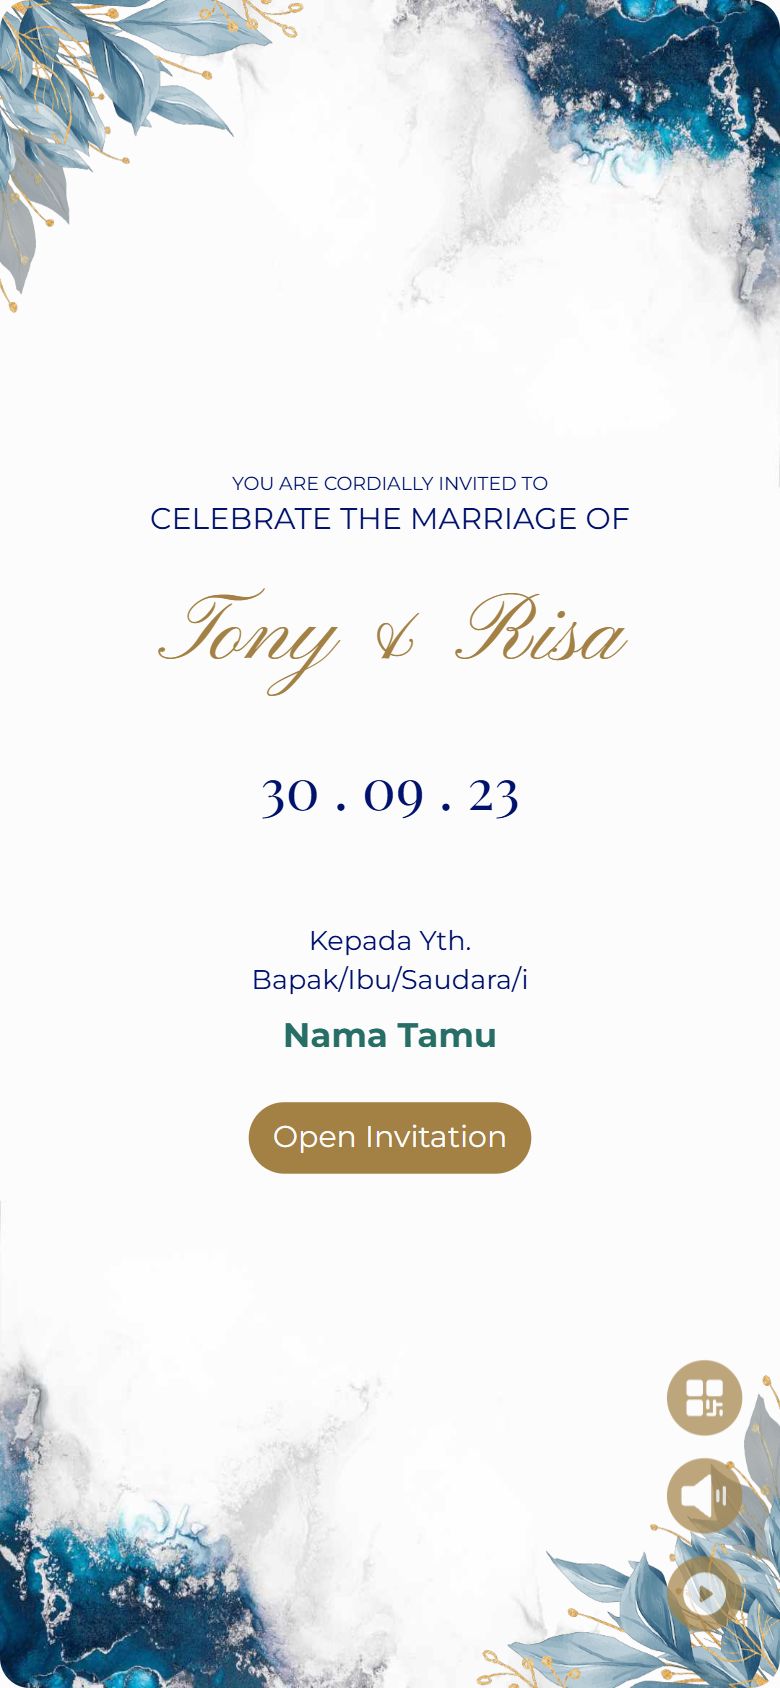 YOU ARE CORDIALLY INVITED TO
CELEBRATE THE MARRIAGE OF
Tony & Risa
30 . 09 . 23
Kepada Yth.
Bapak/Ibu/Saudara/i
Nama Tamu
Open Invitation